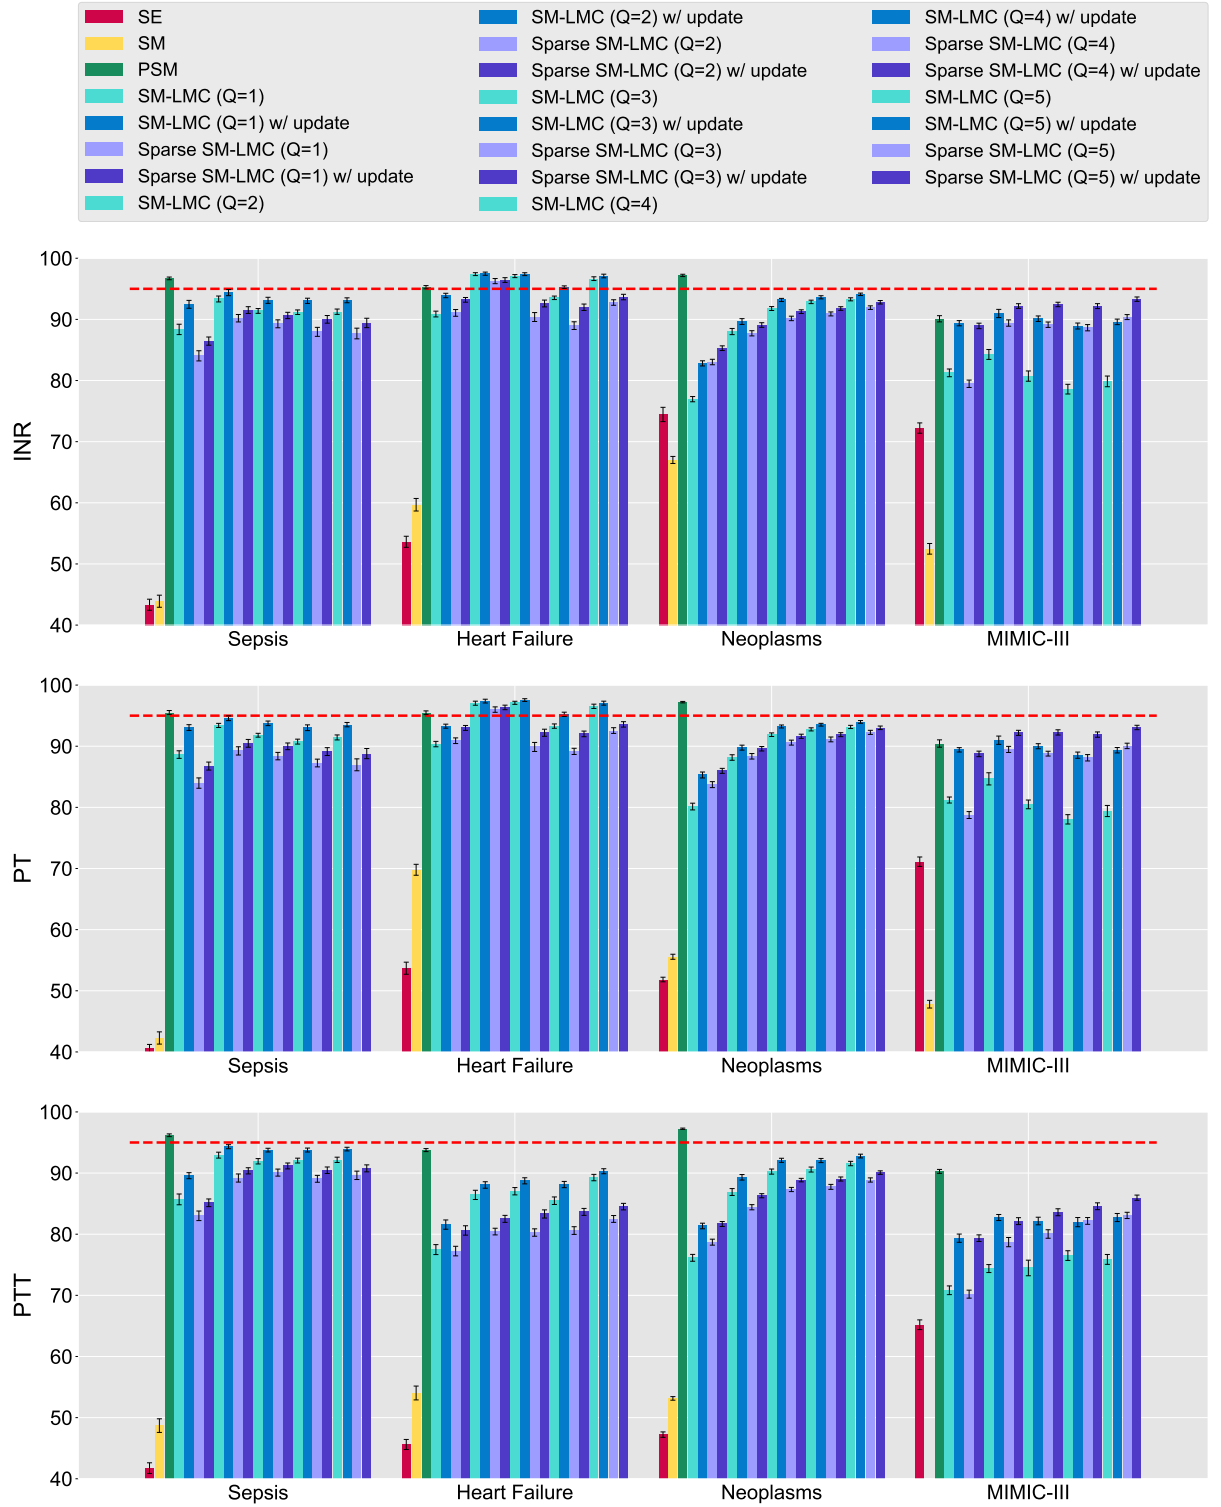 SE
SM
PSM
SM-LMC (Q=1)
SM-LMC (Q=1) w/ update
Sparse SM-LMC (Q=1)
Sparse SM-LMC (Q=1) w/ update
SM-LMC (Q=2)
SM-LMC (Q=2) w/ update
Sparse SM-LMC (Q=2)
Sparse SM-LMC (Q=2) w/ update
SM-LMC (Q=3)
SM-LMC (Q=3) w/ update
Sparse SM-LMC (Q=3)
Sparse SM-LMC (Q=3) w/ update
SM-LMC (Q=4)
SM-LMC (Q=4) w/ update
Sparse SM-LMC (Q=4)
Sparse SM-LMC (Q=4) w/ update
SM-LMC (Q=5)
SM-LMC (Q=5) w/ update
Sparse SM-LMC (Q=5)
Sparse SM-LMC (Q=5) w/ update
INR
100
90
80
70
60
50
40
Sepsis Heart Failure Neoplasms MIMIC-III
PT
100
90
80
70
60
50
40
Sepsis Heart Failure Neoplasms MIMIC-III
PTT
100
90
80
70
60
50
40
Sepsis Heart Failure Neoplasms MIMIC-III